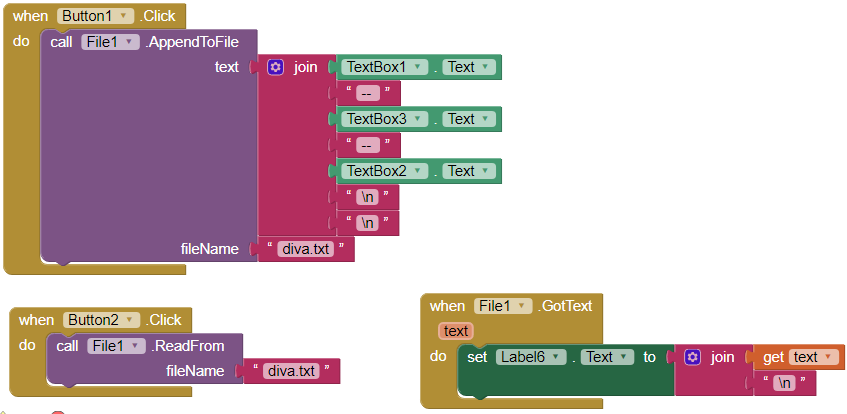 when Button1 .Click
do call File1 .AppendToFile
text join TextBox1 . Text
“ -- ”
TextBox3 . Text
“ -- ”
TextBox2 . Text
“ \n ”
“ \n ”
fileName “ diva.txt ”
when Button2 .Click
do call File1 .ReadFrom
fileName “ diva.txt ”
when File1 .GotText
text
do set Label6 . Text to join get text
“ \n ”